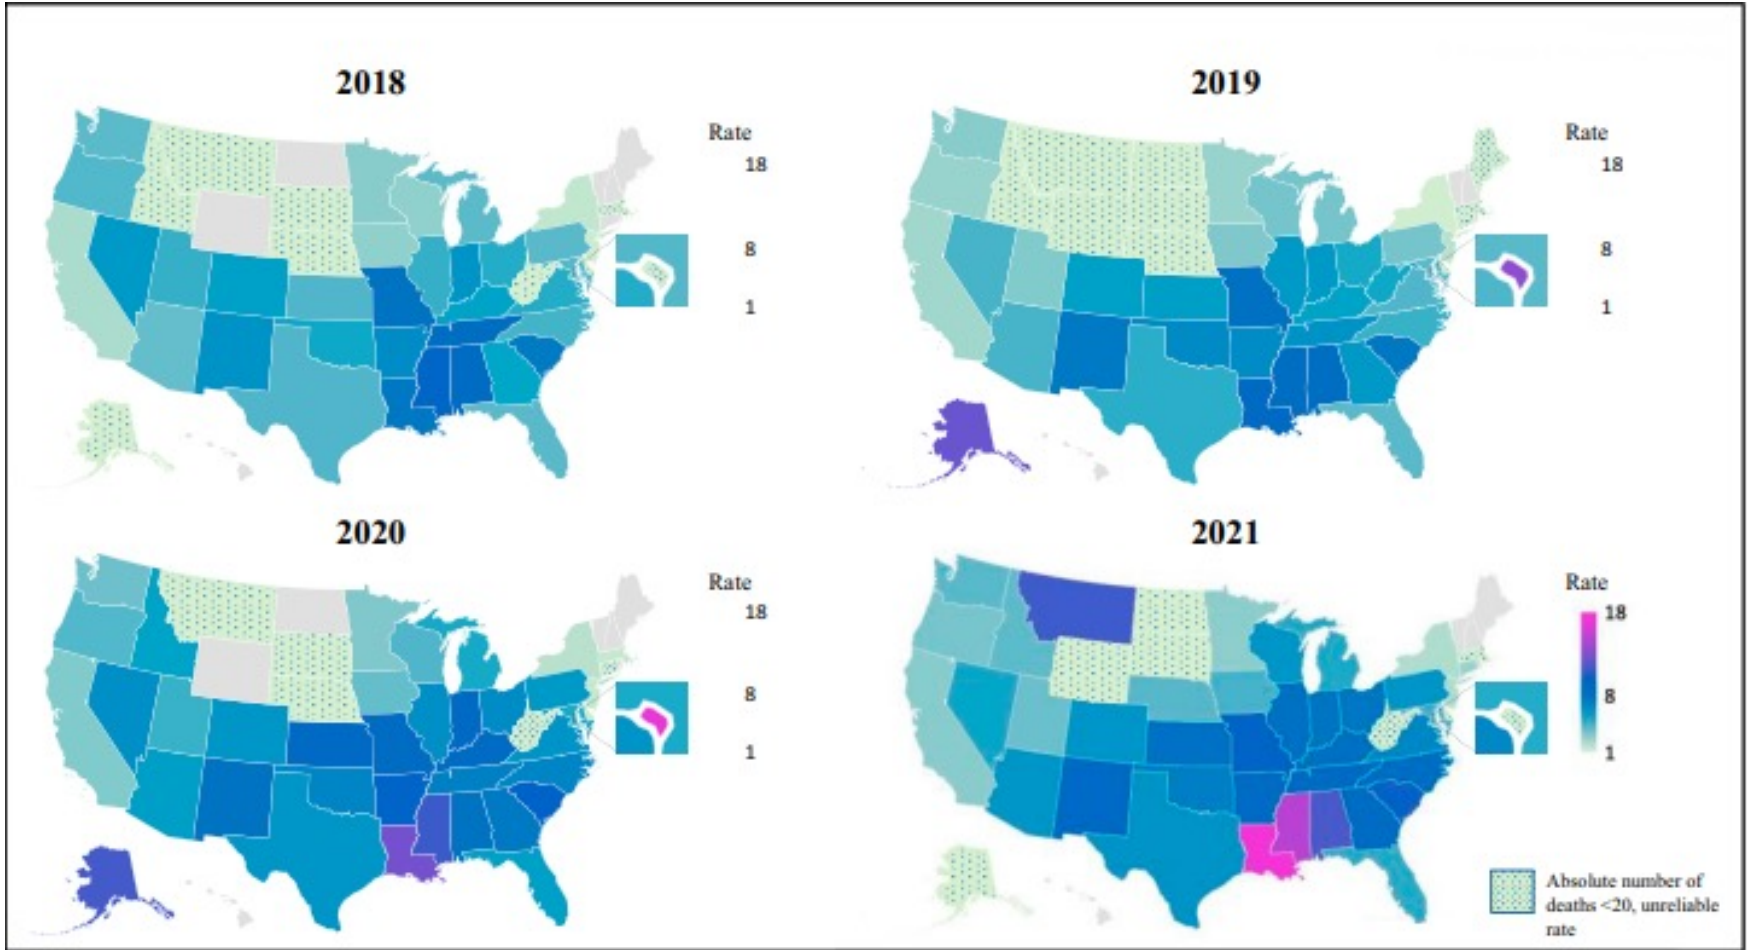 2018
Rate
18
8
1
2019
Rate
18
8
1
2020
Rate
18
8
1
2021
Rate
18
8
1
Absolute number of
deaths <20, unreliable
rate